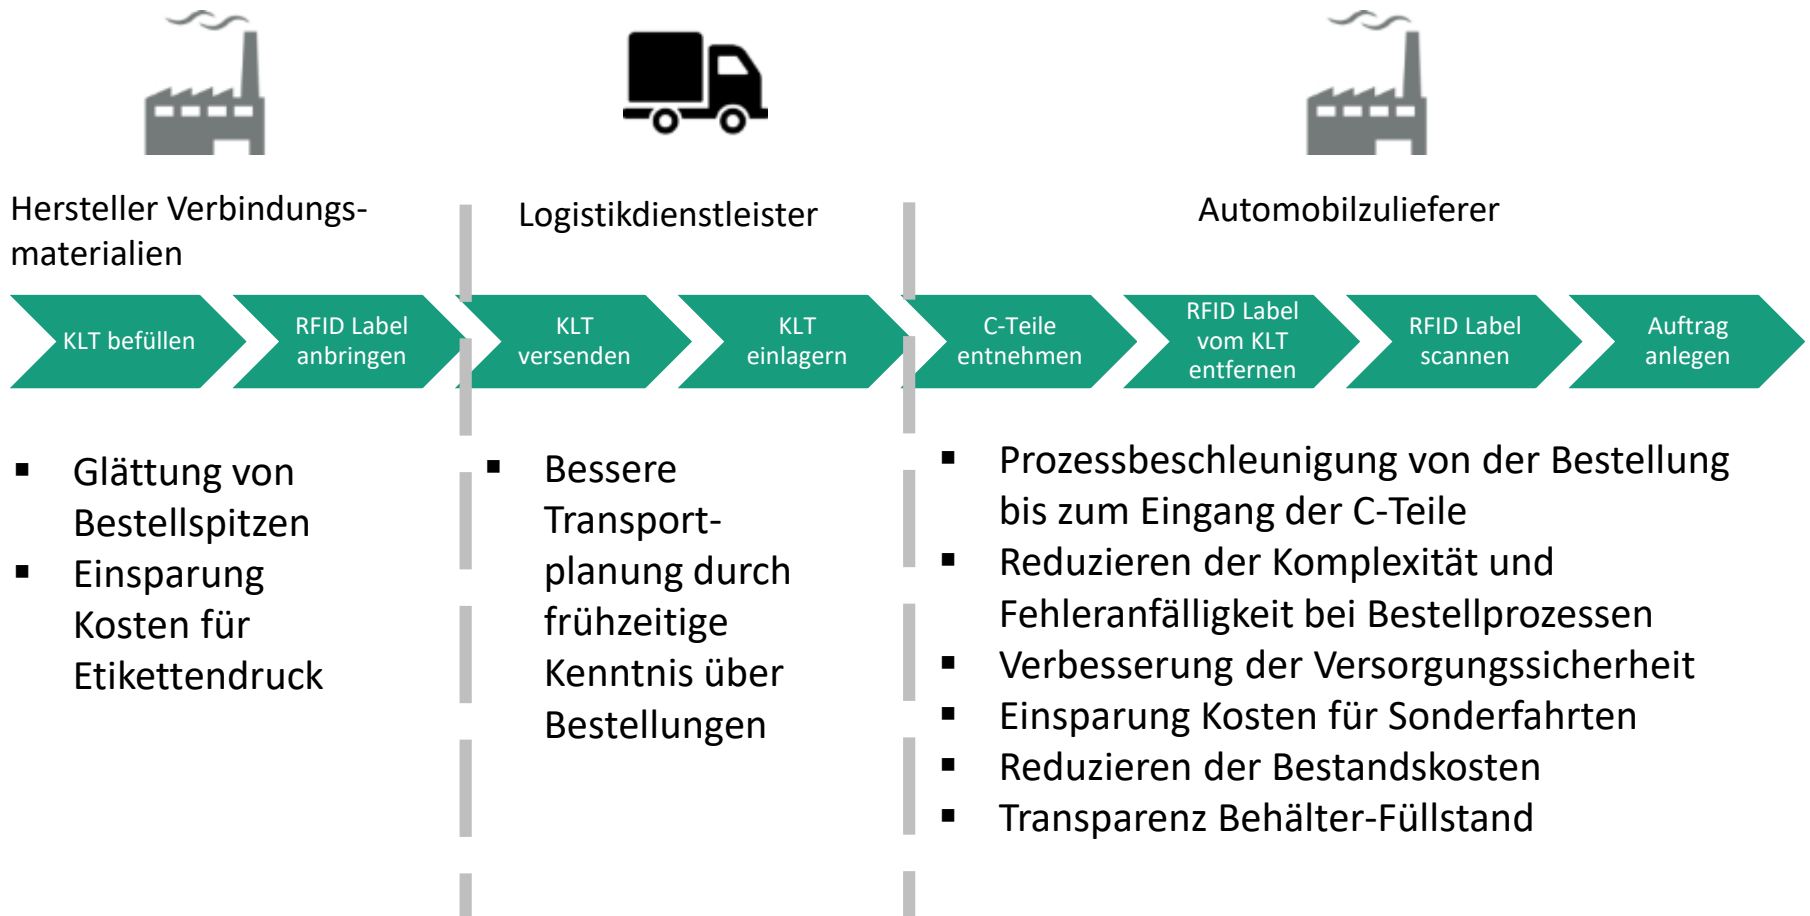 Hersteller Verbindungs-
materialien
Logistikdienstleister
Automobilzulieferer
KLT befüllen
RFID Label
anbringen
KLT
versenden
KLT
einlagern
C-Teile
entnehmen
RFID Label
vom KLT
entfernen
RFID Label
scannen
Auftrag
anlegen
▪ Glättung von
Bestellspitzen
▪ Einsparung
Kosten für
Etikettendruck
▪ Bessere
Transport-
planung durch
frühzeitige
Kenntnis über
Bestellungen
▪ Prozessbeschleunigung von der Bestellung
bis zum Eingang der C-Teile
▪ Reduzieren der Komplexität und
Fehleranfälligkeit bei Bestellprozessen
▪ Verbesserung der Versorgungssicherheit
▪ Einsparung Kosten für Sonderfahrten
▪ Reduzieren der Bestandskosten
▪ Transparenz Behälter-Füllstand